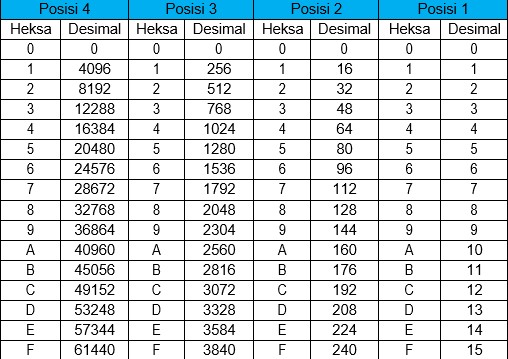 Posisi 4 Posisi 3 Posisi 2 Posisi 1
Heksa Desimal Heksa Desimal Heksa Desimal Heksa Desimal
0 0 0 0 0 0 0 0
1 4096 1 256 1 16 1 1
2 8192 2 512 2 32 2 2
3 12288 3 768 3 48 3 3
4 16384 4 1024 4 64 4 4
5 20480 5 1280 5 80 5 5
6 24576 6 1536 6 96 6 6
7 28672 7 1792 7 112 7 7
8 32768 8 2048 8 128 8 8
9 36864 9 2304 9 144 9 9
A 40960 A 2560 A 160 A 10
B 45056 B 2816 B 176 B 11
C 49152 C 3072 C 192 C 12
D 53248 D 3328 D 208 D 13
E 57344 E 3584 E 224 E 14
F 61440 F 3840 F 240 F 15